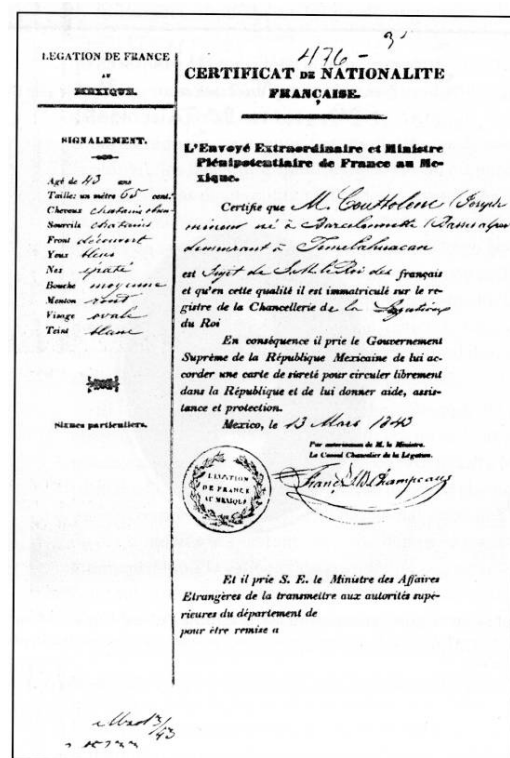 476-
LEGATION DE FRANCE
AU
MEXIQUE.
SIGNALEMENT.
Agé de 43 ans
Taille: un mètre 65 cent.
Cheveux chatains
Sourcils chatains
Front découvert
Yeux bleus
Nez épaté
Bouche moyenne
Menton rond
Visage ovale
Teint blanc
Signes particuliers.
CERTIFICAT DE NATIONALITE
FRANÇAISE.
L'Envoyé Extraordinaire et Ministre
Plénipotentiaire de France au Me-
xique.
Certifie que M. Couttolenc Joseph
mineur né à Barcelonnette
demeurant à
est Sujet de S. M. le Roi des français
et qu'en cette qualité il est immatriculé sur le re-
gistre de la Chancellerie de la Légation
du Roi
En conséquence il prie le Gouvernement
Suprême de la République Mexicaine de lui ac-
corder une carte de sûreté pour circuler librement
dans la République et de lui donner aide, assis-
tance et protection.
Mexico, le 13 Mars 1843
Par autorisation de M. le Ministre.
Le Consul Chancelier de la Légation.
LEGATION
DE FRANCE
AU MEXIQUE
Et il prie S. E. le Ministre des Affaires
Etrangères de la transmettre aux autorités supé-
rieures du département de
pour être remise a